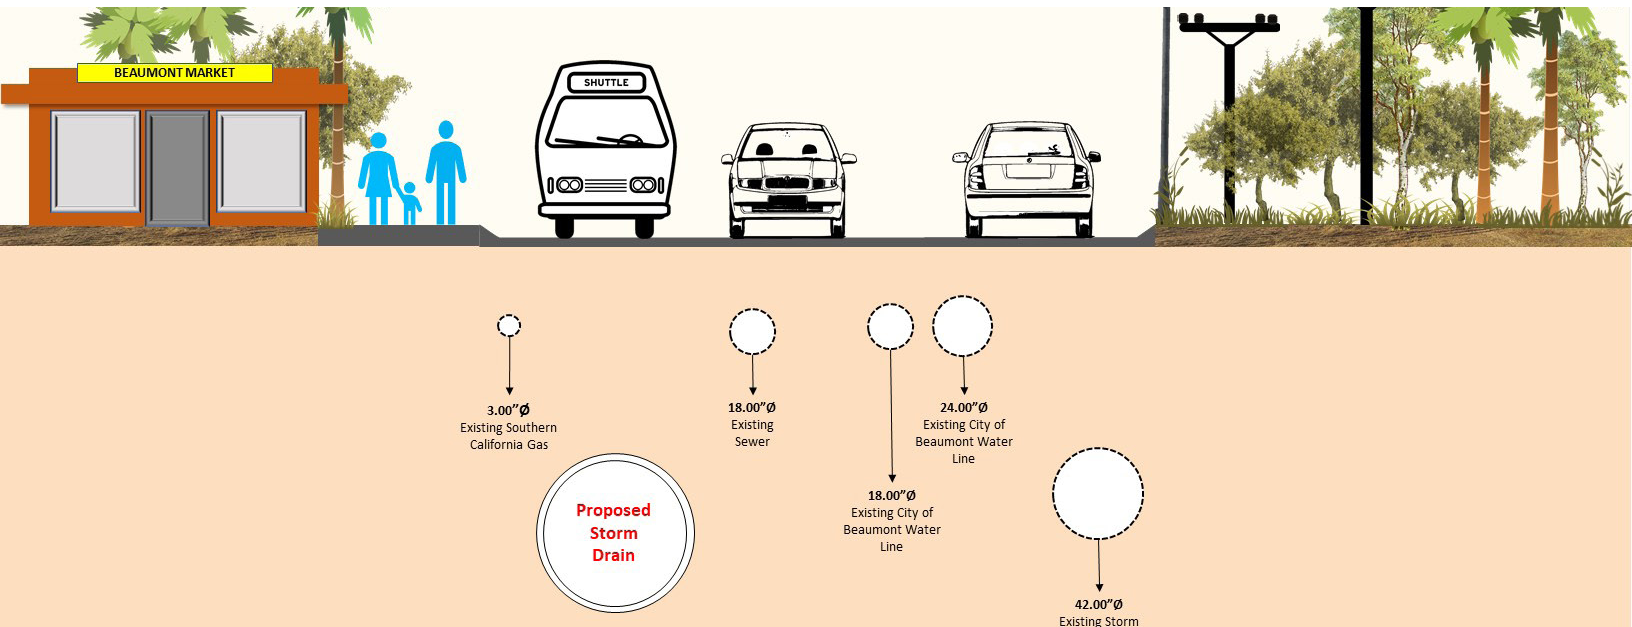 BEAUMONT MARKET
SHUTTLE
3.00”Ø
Existing Southern
California Gas
18.00”Ø
Existing
Sewer
24.00”Ø
Existing City of
Beaumont Water
Line
18.00”Ø
Existing City of
Beaumont Water
Line
Proposed
Storm
Drain
42.00”Ø
Existing Storm